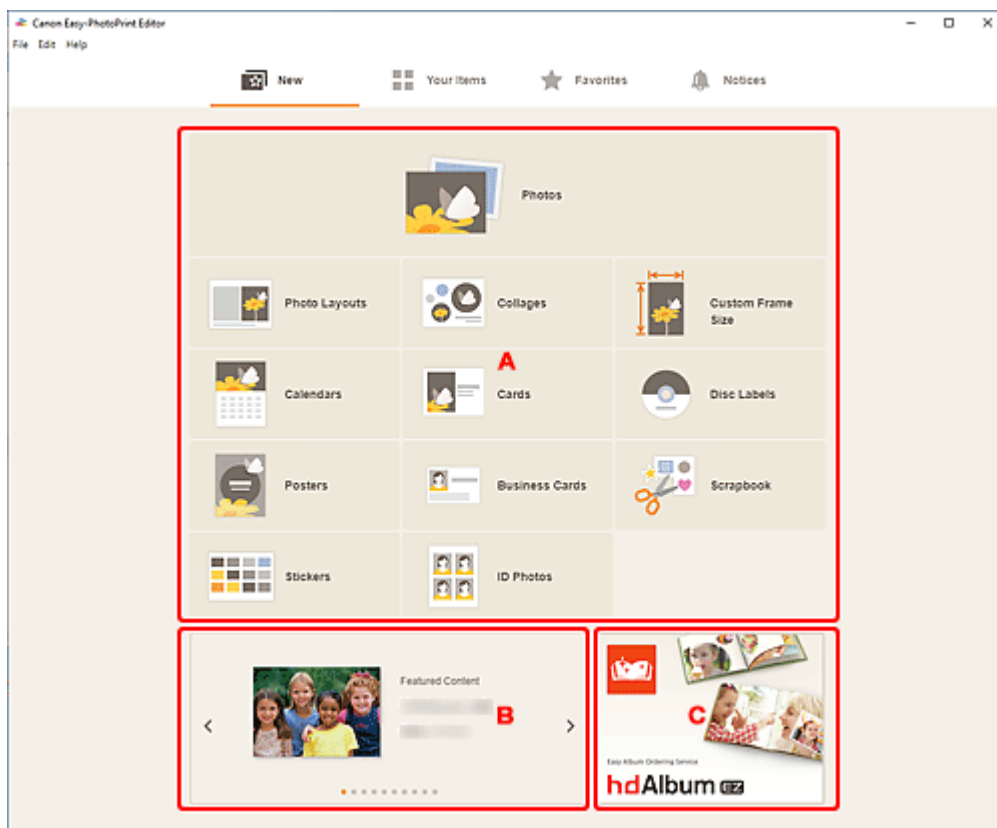 Canon Easy-PhotoPrint Editor
File Edit Help
New Your Items Favorites Notices
Photos
Photo Layouts
Collages
Custom Frame
Size
A
Calendars
Cards
Disc Labels
Posters
Business Cards
Scrapbook
Stickers
ID Photos
Featured Content
B
C
Easy Album Ordering Service
hdAlbum EZ